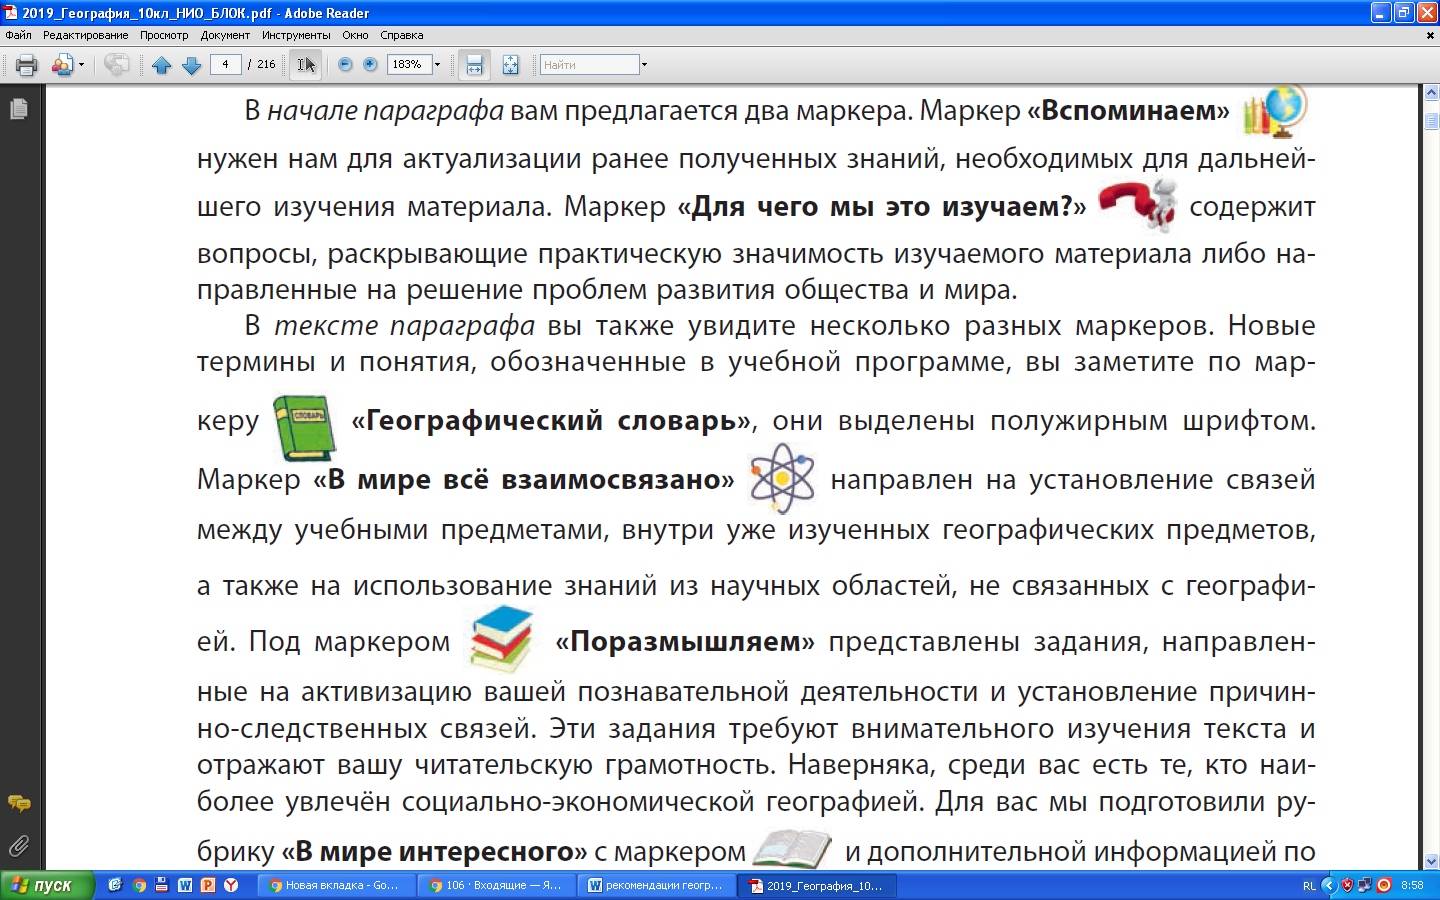 2019_География_10кл_НИО_БЛОК.pdf - Adobe Reader
Файл Редактирование Просмотр Документ Инструменты Окно Справка
4 / 216 183% Найти
В начале параграфа вам предлагается два маркера. Маркер «Вспоминаем»
нужен нам для актуализации ранее полученных знаний, необходимых для дальней-
шего изучения материала. Маркер «Для чего мы это изучаем?» содержит
вопросы, раскрывающие практическую значимость изучаемого материала либо на-
правленные на решение проблем развития общества и мира.
В тексте параграфа вы также увидите несколько разных маркеров. Новые
термины и понятия, обозначенные в учебной программе, вы заметите по мар-
керу СЛОВАРЬ «Географический словарь», они выделены полужирным шрифтом.
Маркер «В мире всё взаимосвязано» направлен на установление связей
между учебными предметами, внутри уже изученных географических предметов,
а также на использование знаний из научных областей, не связанных с географи-
ей. Под маркером «Поразмышляем» представлены задания, направлен-
ные на активизацию вашей познавательной деятельности и установление причин-
но-следственных связей. Эти задания требуют внимательного изучения текста и
отражают вашу читательскую грамотность. Наверняка, среди вас есть те, кто наи-
более увлечён социально-экономической географией. Для вас мы подготовили ру-
брику «В мире интересного» с маркером и дополнительной информацией по
пуск Новая вкладка - Go... 106 · Входящие — Я... рекомендации геогр... 2019_География_10... RL 8:58